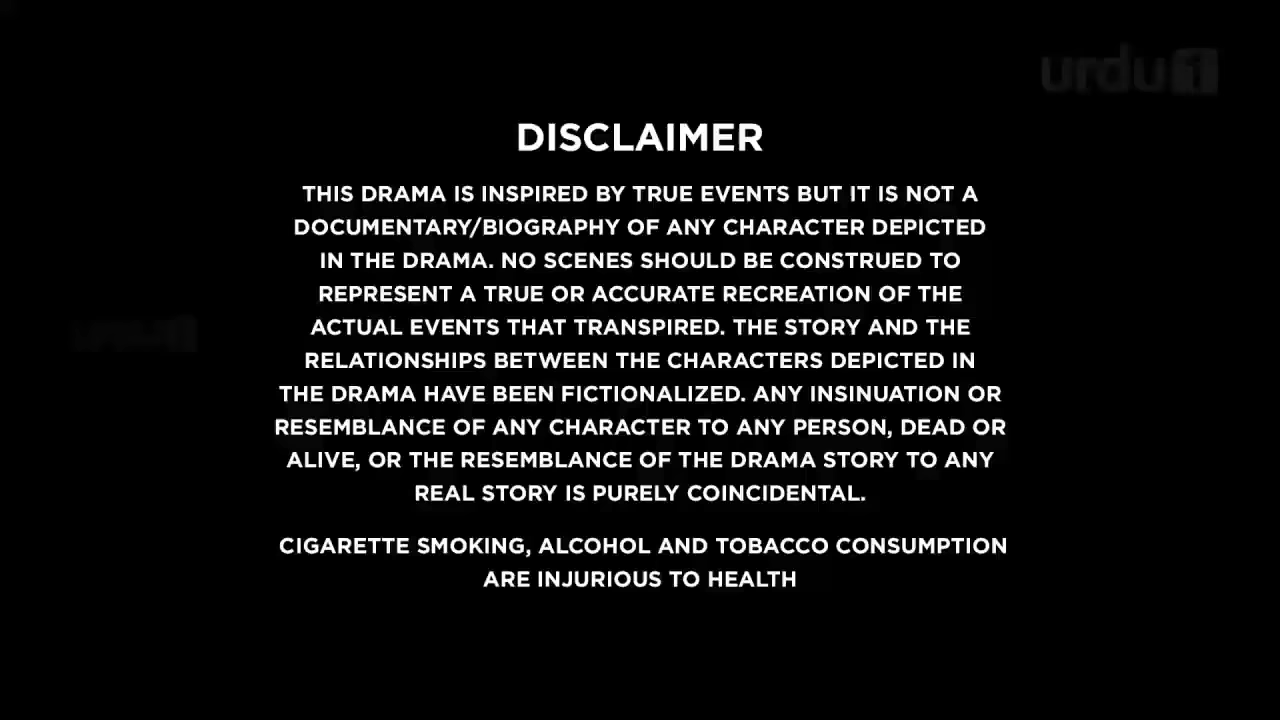 urdu1
DISCLAIMER
THIS DRAMA IS INSPIRED BY TRUE EVENTS BUT IT IS NOT A
DOCUMENTARY/BIOGRAPHY OF ANY CHARACTER DEPICTED
IN THE DRAMA. NO SCENES SHOULD BE CONSTRUED TO
REPRESENT A TRUE OR ACCURATE RECREATION OF THE
ACTUAL EVENTS THAT TRANSPIRED. THE STORY AND THE
RELATIONSHIPS BETWEEN THE CHARACTERS DEPICTED IN
THE DRAMA HAVE BEEN FICTIONALIZED. ANY INSINUATION OR
RESEMBLANCE OF ANY CHARACTER TO ANY PERSON, DEAD OR
ALIVE, OR THE RESEMBLANCE OF THE DRAMA STORY TO ANY
REAL STORY IS PURELY COINCIDENTAL.
CIGARETTE SMOKING, ALCOHOL AND TOBACCO CONSUMPTION
ARE INJURIOUS TO HEALTH